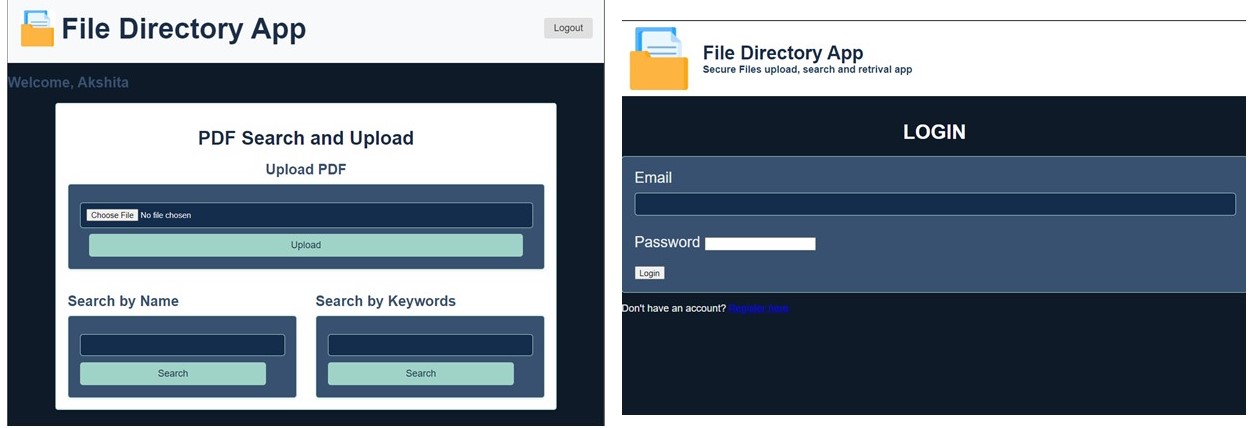 File Directory App
Logout
Welcome, Akshita
PDF Search and Upload
Upload PDF
Choose File No file chosen
Upload
Search by Name
Search by Keywords
Search
Search
File Directory App
Secure Files upload, search and retrival app
LOGIN
Email
Password
Login
Don't have an account? Register here